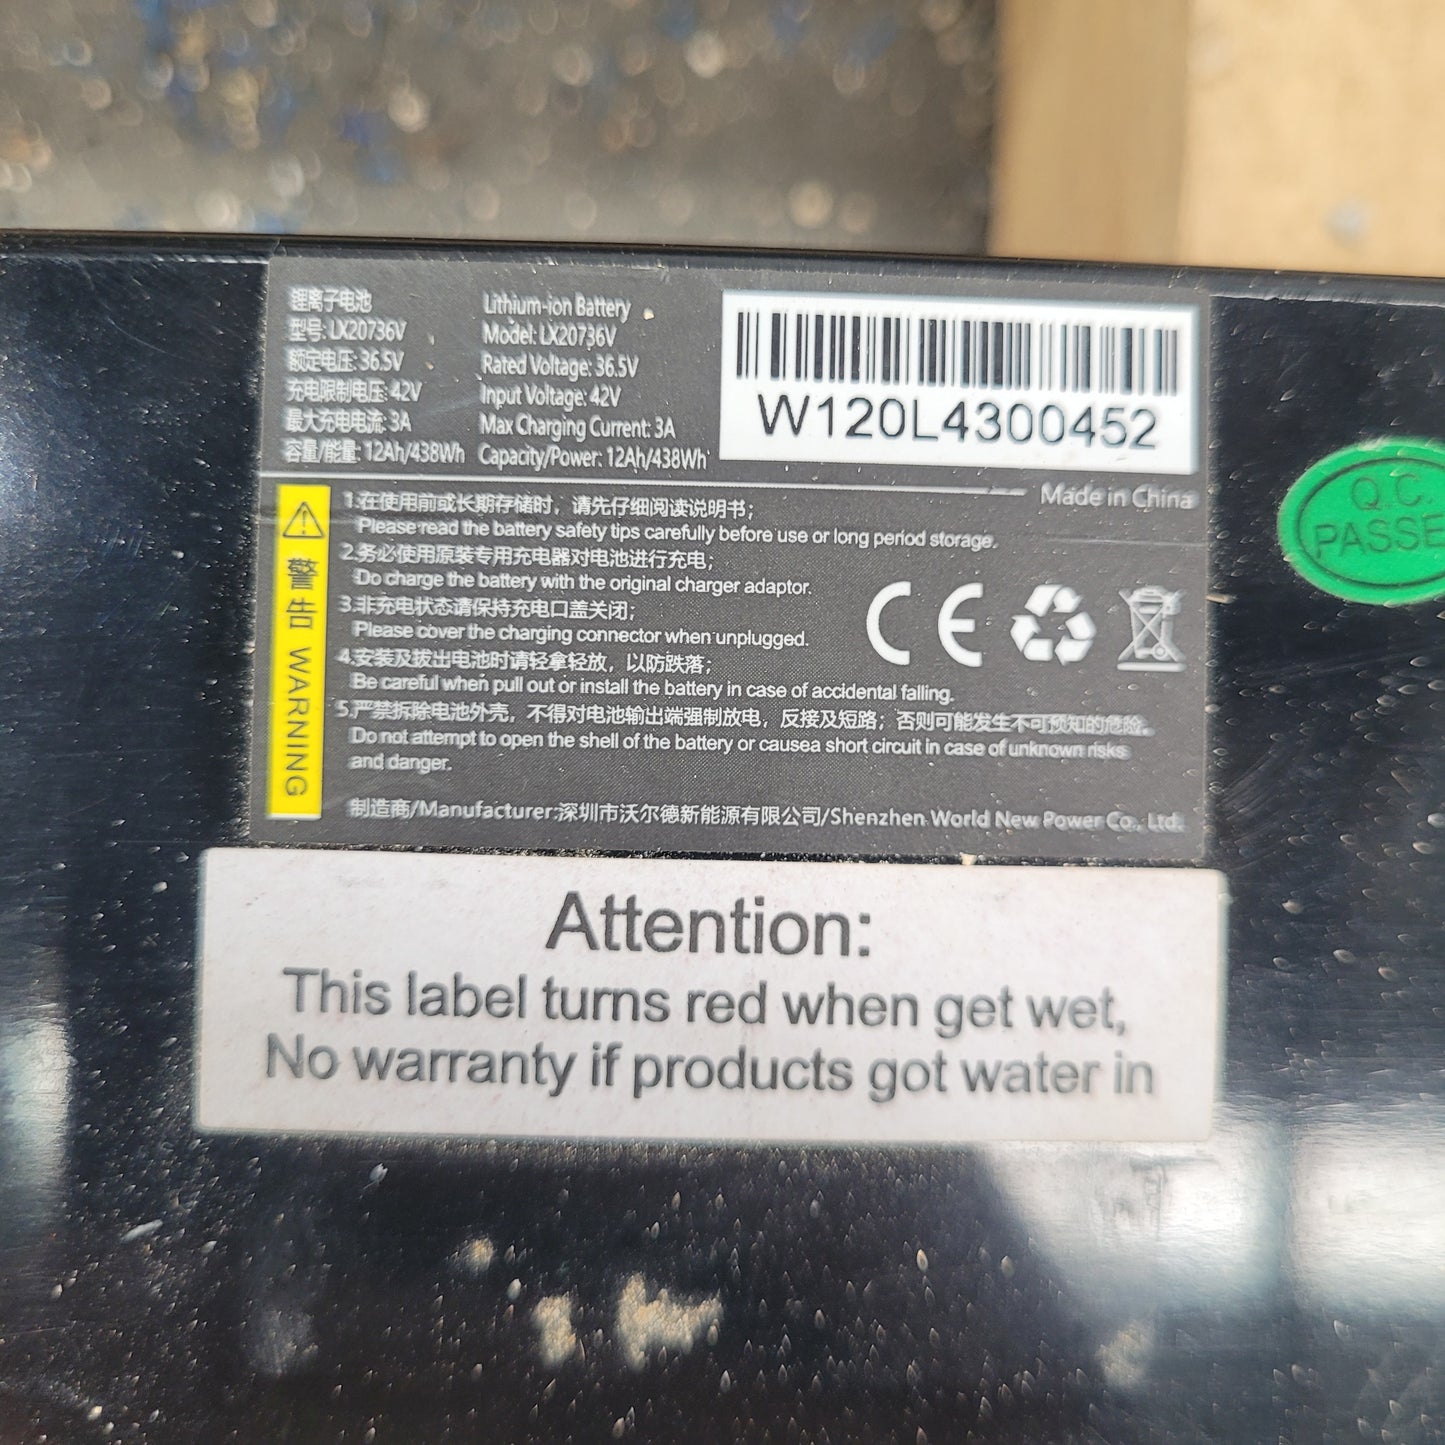 锂离子电池
型号: LX20736V
额定电压: 36.5V
充电限制电压: 42V
最大充电电流: 3A
容量/能量: 12Ah/438Wh
Lithium-ion Battery
Model: LX20736V
Rated Voltage: 36.5V
Input Voltage: 42V
Max Charging Current: 3A
Capacity/Power: 12Ah/438Wh
W120L4300452
Made in China
警告 WARNING
1.在使用前或长期存储时，请先仔细阅读说明书；
Please read the battery safety tips carefully before use or long period storage.
2.务必使用原装专用充电器对电池进行充电；
Do charge the battery with the original charger adaptor.
3.非充电状态请保持充电口盖关闭；
Please cover the charging connector when unplugged.
4.安装及拔出电池时请轻拿轻放，以防跌落；
Be careful when pull out or install the battery in case of accidental falling.
5.严禁拆除电池外壳，不得对电池输出端强制放电，反接及短路；否则可能发生不可预知的危险。
Do not attempt to open the shell of the battery or causea short circuit in case of unknown risks
and danger.
CE
制造商/Manufacturer:深圳市沃尔德新能源有限公司/Shenzhen World New Power Co., Ltd.
Q.C.
PASSE
Attention:
This label turns red when get wet,
No warranty if products got water in